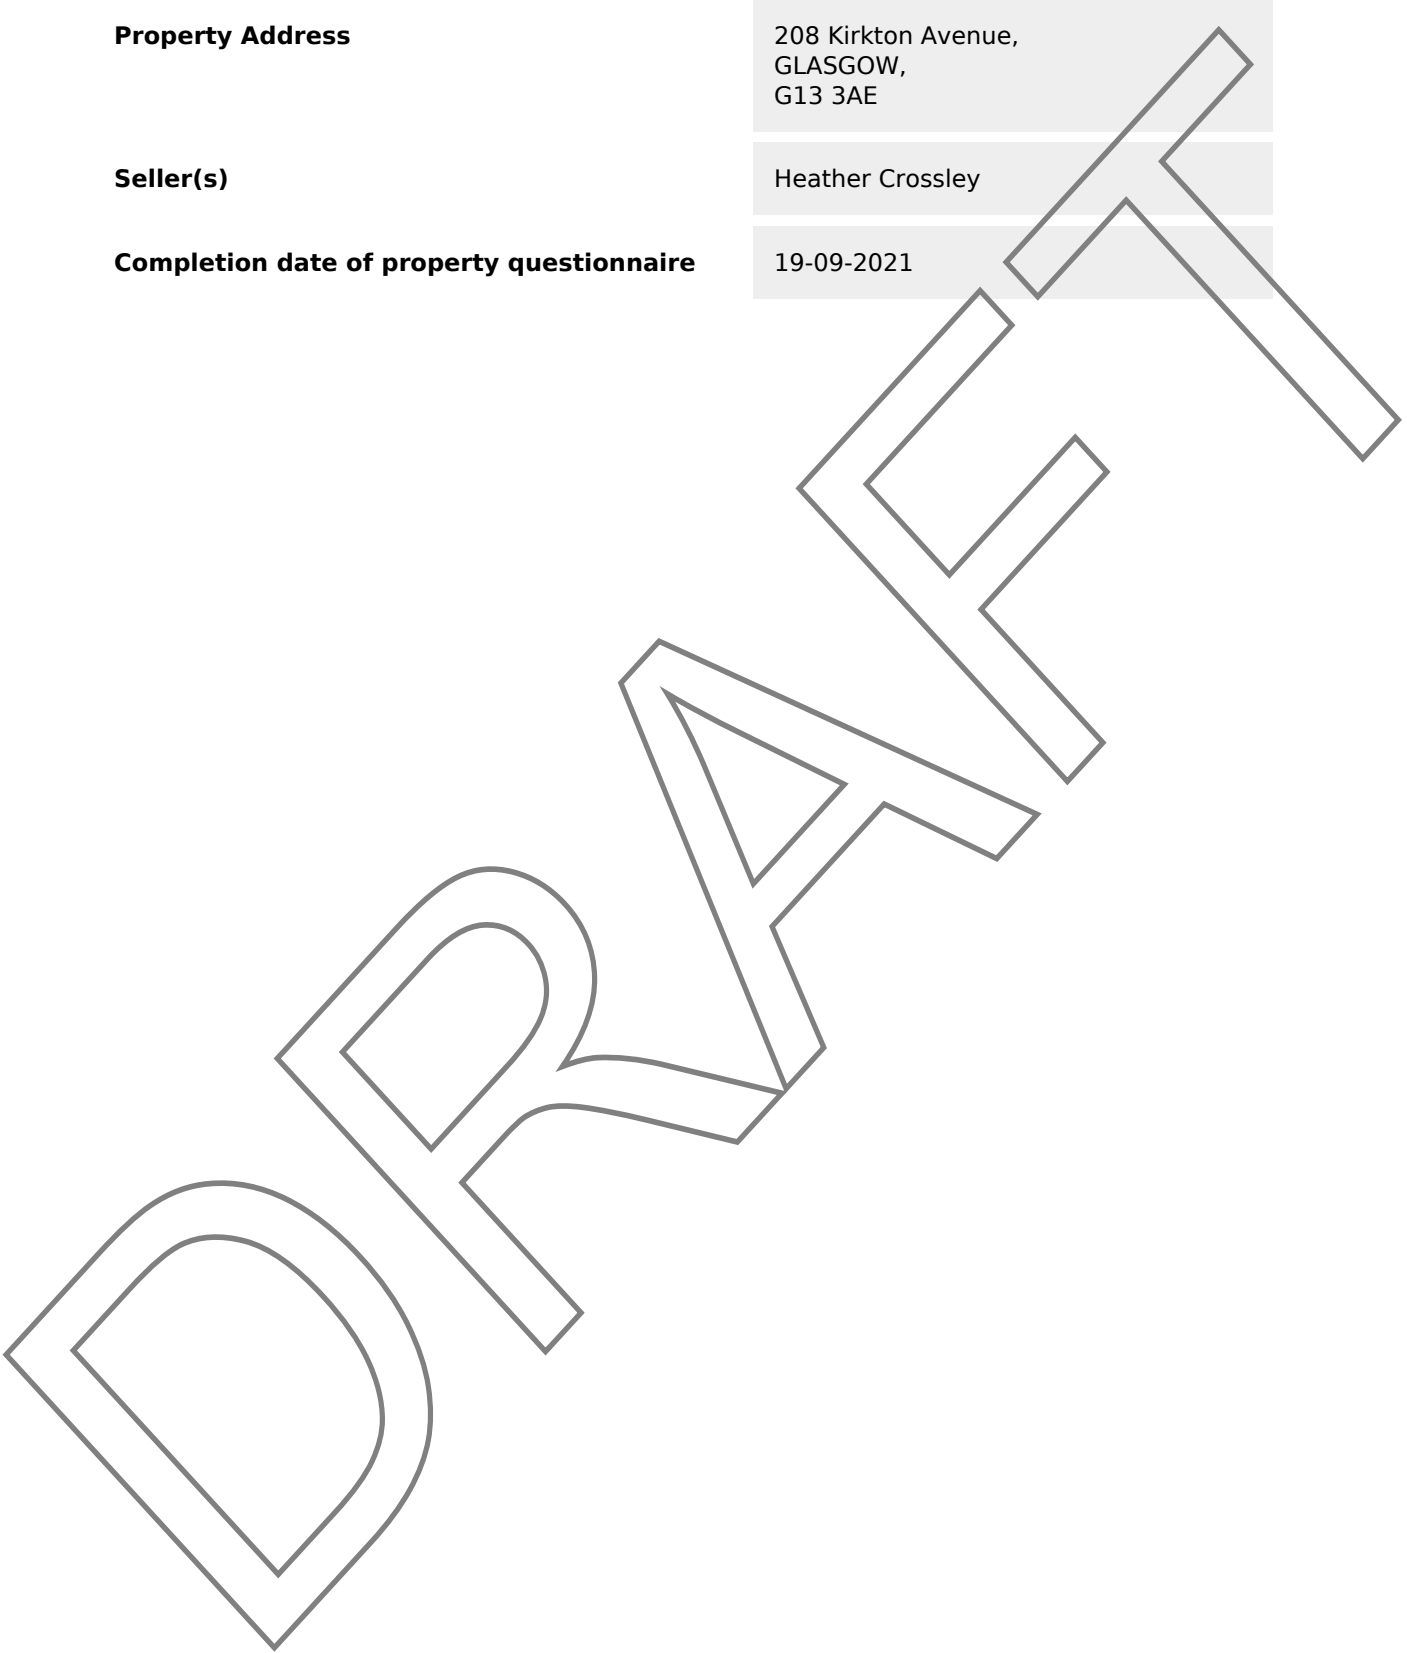 Property Address
208 Kirkton Avenue,
GLASGOW,
G13 3AE
Seller(s)
Heather Crossley
Completion date of property questionnaire
19-09-2021
DRAFT